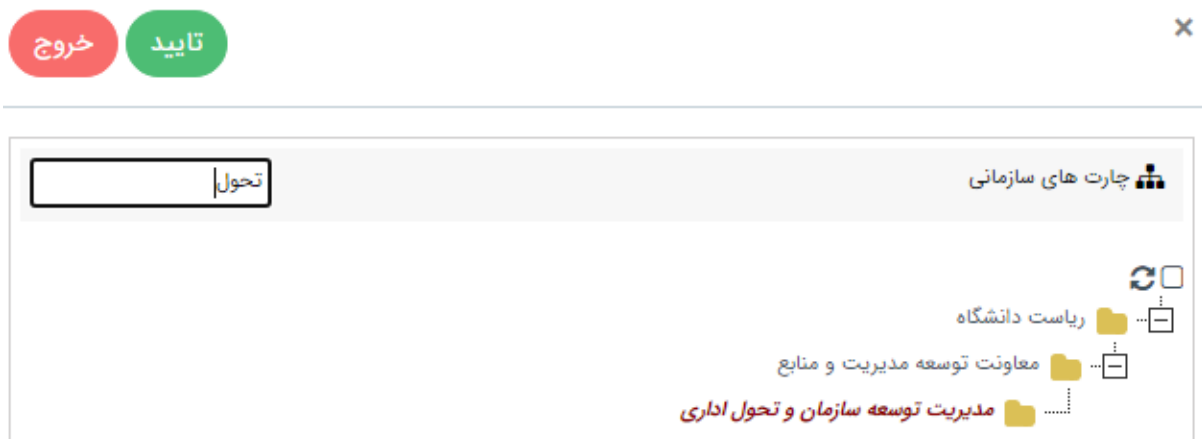 تایید
خروج
چارت های سازمانی
تحول
ریاست دانشگاه
معاونت توسعه مدیریت و منابع
مدیریت توسعه سازمان و تحول اداری